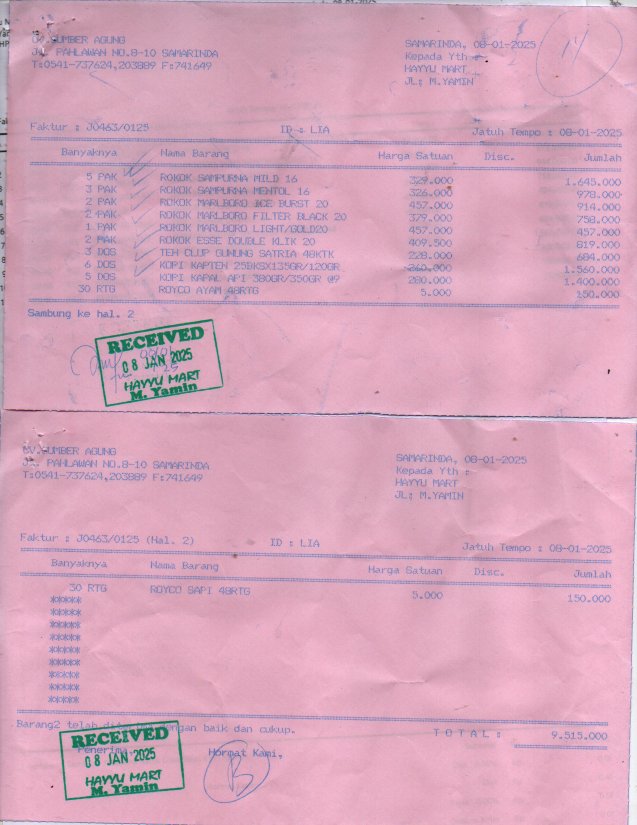 CV.SUMBER AGUNG
JL. PAHLAWAN NO.8-10 SAMARINDA
T:0541-737624,203889 F:741649
SAMARINDA, 08-01-2025
Kepada Yth :
HAYYU MART
JL; M.YAMIN
Faktur : J0463/0125 ID : LIA Jatuh Tempo : 08-01-2025
Banyaknya Nama Barang Harga Satuan Disc. Jumlah
5 PAK ROKOK SAMPURNA MILD 16 329.000 1.645.000
3 PAK ROKOK SAMPURNA MENTOL 16 326.000 978.000
2 PAK ROKOK MARLBORO ICE BURST 20 457.000 914.000
2 PAK ROKOK MARLBORO FILTER BLACK 20 379.000 758.000
1 PAK ROKOK MARLBORO LIGHT/GOLD20 457.000 457.000
2 PAK ROKOK ESSE DOUBLE KLIK 20 409.500 819.000
3 DOS TEH CLUP GUNUNG SATRIA 48KTK 228.000 684.000
6 DOS KOPI KAPTEN 25BKSX135GR/120GR 260.000 1.560.000
5 DOS KOPI KAPAL API 380GR/350GR @9 280.000 1.400.000
30 RTG ROYCO AYAM 48RTG 5.000 150.000
Sambung ke hal. 2
RECEIVED
08 JAN 2025
HAYYU MART
M. Yamin
CV.SUMBER AGUNG
JL. PAHLAWAN NO.8-10 SAMARINDA
T:0541-737624,203889 F:741649
SAMARINDA, 08-01-2025
Kepada Yth :
HAYYU MART
JL; M.YAMIN
Faktur : J0463/0125 (Hal. 2) ID : LIA Jatuh Tempo : 08-01-2025
Banyaknya Nama Barang Harga Satuan Disc. Jumlah
30 RTG ROYCO SAPI 48RTG 5.000 150.000
*****
*****
*****
*****
*****
*****
*****
*****
*****
Barang2 telah dengan baik dan cukup. T O T A L : 9.515.000
Penerima, Hormat Kami,
RECEIVED
08 JAN 2025
HAYYU MART
M. Yamin